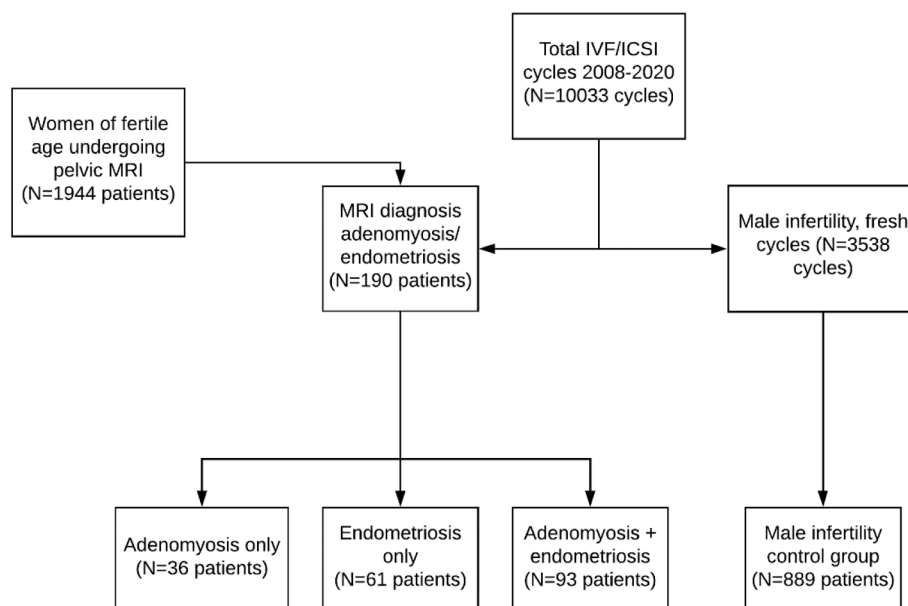 Total IVF/ICSI
cycles 2008-2020
(N=10033 cycles)
Women of fertile
age undergoing
pelvic MRI
(N=1944 patients)
MRI diagnosis
adenomyosis/
endometriosis
(N=190 patients)
Male infertility, fresh
cycles (N=3538
cycles)
Adenomyosis only
(N=36 patients)
Endometriosis
only
(N=61 patients)
Adenomyosis +
endometriosis
(N=93 patients)
Male infertility
control group
(N=889 patients)